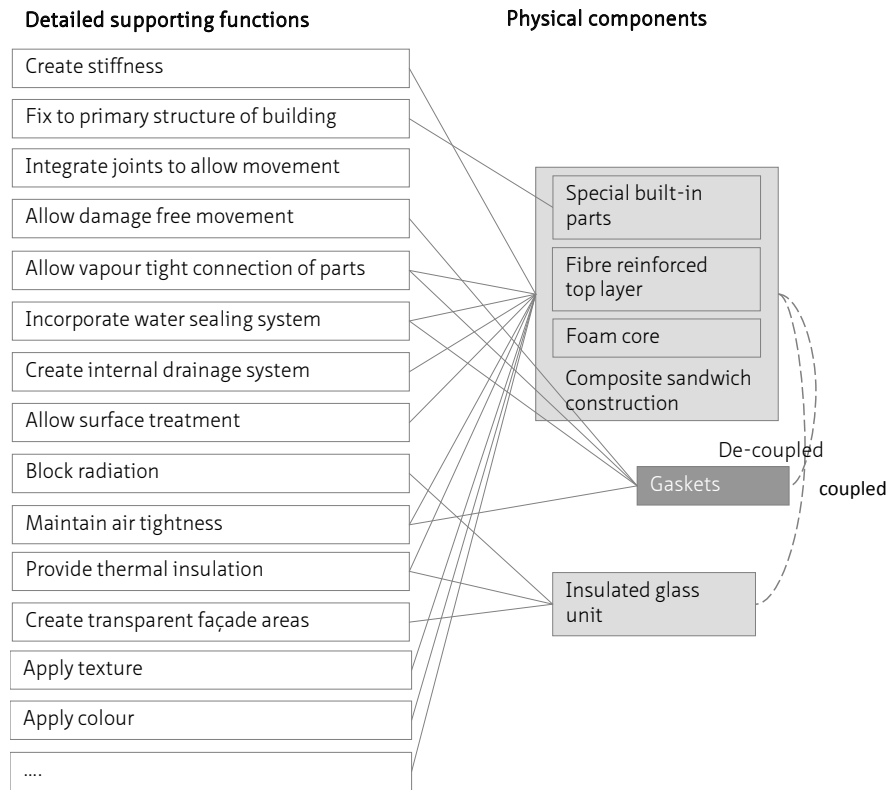 Detailed supporting functions
Physical components
Create stiffness
Fix to primary structure of building
Integrate joints to allow movement
Allow damage free movement
Allow vapour tight connection of parts
Incorporate water sealing system
Create internal drainage system
Allow surface treatment
Block radiation
Maintain air tightness
Provide thermal insulation
Create transparent façade areas
Apply texture
Apply colour
....
Special built-in
parts
Fibre reinforced
top layer
Foam core
Composite sandwich
construction
De-coupled
Gaskets
coupled
Insulated glass
unit